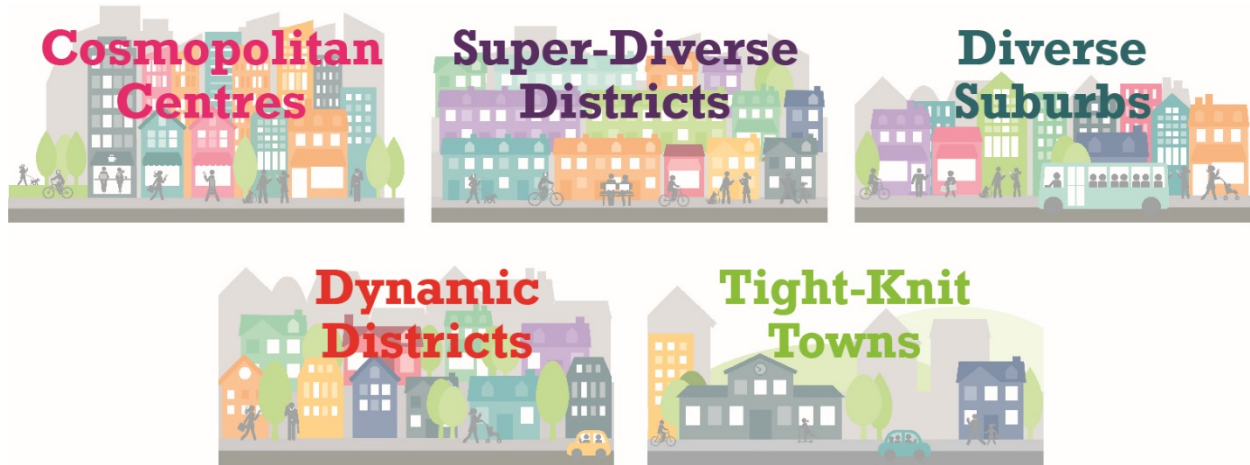 Cosmopolitan
Centres
Super-Diverse
Districts
Diverse
Suburbs
Dynamic
Districts
Tight-Knit
Towns